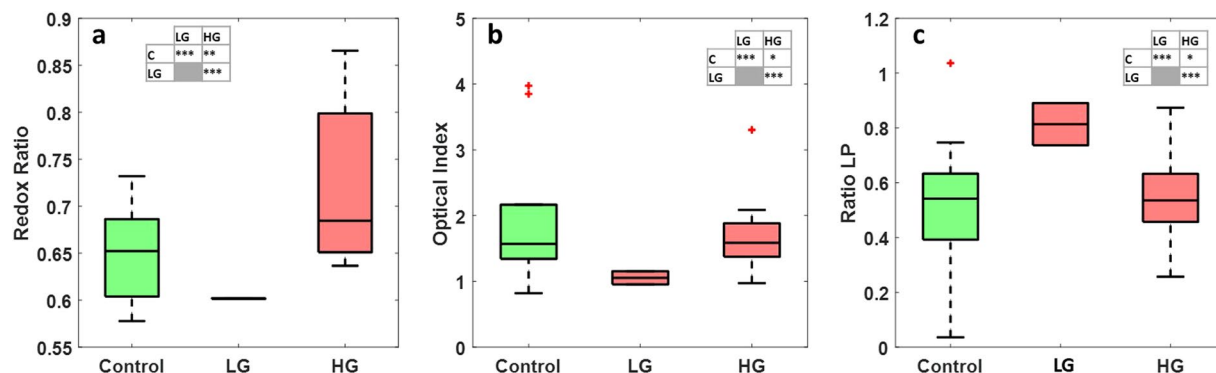 a
LG HG
C *** **
LG ***
Redox Ratio
0.9
0.85
0.8
0.75
0.7
0.65
0.6
0.55
Control LG HG
b
LG HG
C *** *
LG ***
Optical Index
5
4
3
2
1
0
Control LG HG
c
LG HG
C *** *
LG ***
Ratio LP
1.2
1
0.8
0.6
0.4
0.2
0
Control LG HG